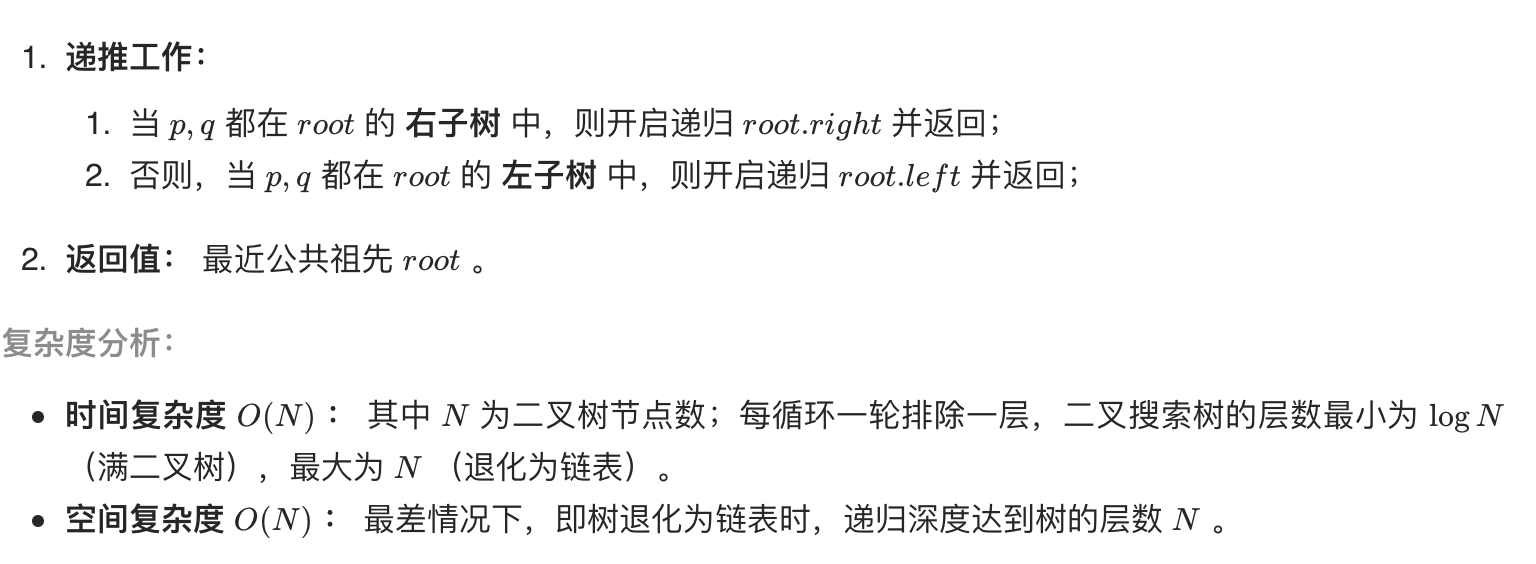 1. 递推工作：
1. 当 p, q 都在 root 的 右子树 中，则开启递归 root.right 并返回；
2. 否则，当 p, q 都在 root 的 左子树 中，则开启递归 root.left 并返回；
2. 返回值： 最近公共祖先 root 。
复杂度分析：
• 时间复杂度 O(N) ： 其中 N 为二叉树节点数；每循环一轮排除一层，二叉搜索树的层数最小为 log N
（满二叉树），最大为 N （退化为链表）。
• 空间复杂度 O(N) ： 最差情况下，即树退化为链表时，递归深度达到树的层数 N 。